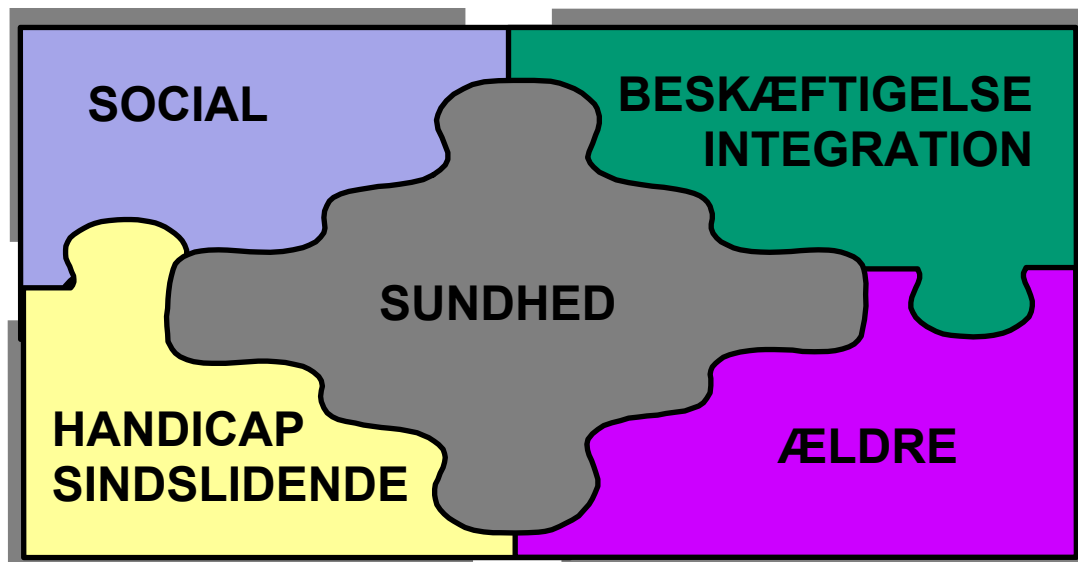 SOCIAL
BESKÆFTIGELSE
INTEGRATION
SUNDHED
HANDICAP
SINDSLIDENDE
ÆLDRE